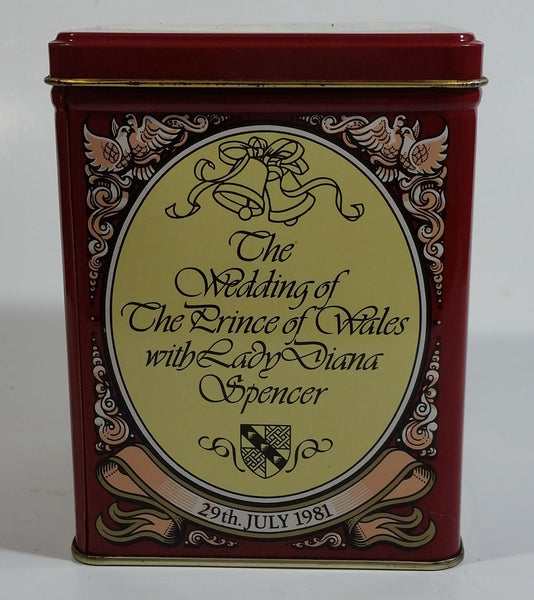 The
Wedding of
The Prince of Wales
with Lady Diana
Spencer
29th. JULY 1981